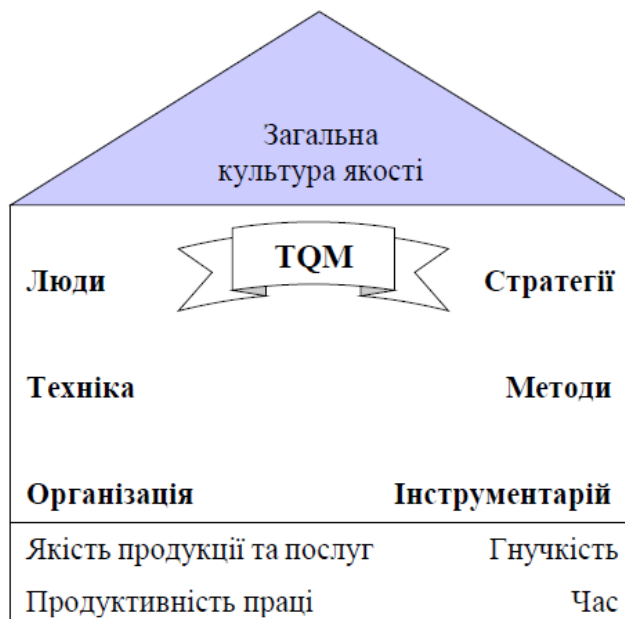 Загальна
культура якості
TQM
Люди Стратегії
Техніка Методи
Організація Інструментарій
Якість продукції та послуг Гнучкість
Продуктивність праці Час